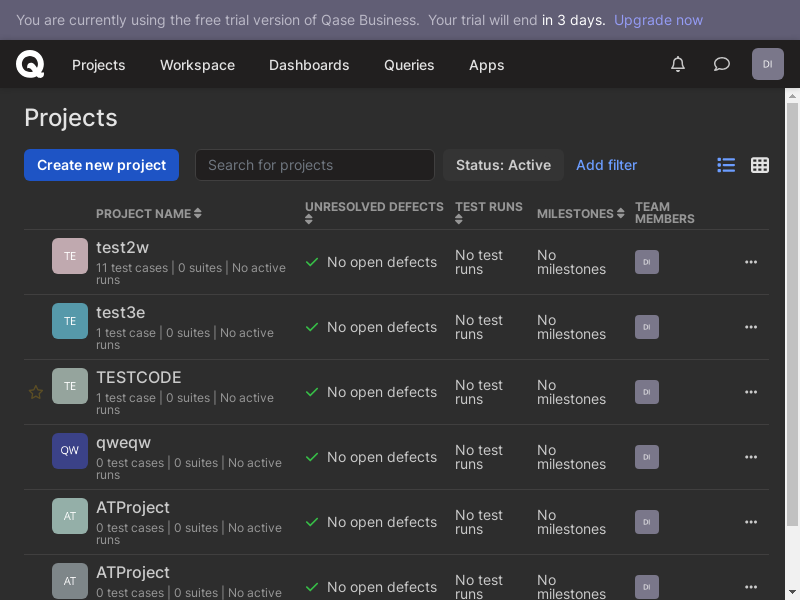 You are currently using the free trial version of Qase Business. Your trial will end in 3 days. Upgrade now
Projects Workspace Dashboards Queries Apps DI
Projects
Create new project Search for projects Status: Active Add filter
PROJECT NAME UNRESOLVED DEFECTS TEST RUNS MILESTONES TEAM MEMBERS
TE test2w
11 test cases | 0 suites | No active runs
No open defects No test runs No milestones DI
TE test3e
1 test case | 0 suites | No active runs
No open defects No test runs No milestones DI
TE TESTCODE
1 test case | 0 suites | No active runs
No open defects No test runs No milestones DI
QW qweqw
0 test cases | 0 suites | No active runs
No open defects No test runs No milestones DI
AT ATProject
0 test cases | 0 suites | No active runs
No open defects No test runs No milestones DI
AT ATProject
0 test cases | 0 suites | No active
No open defects No test runs No milestones DI